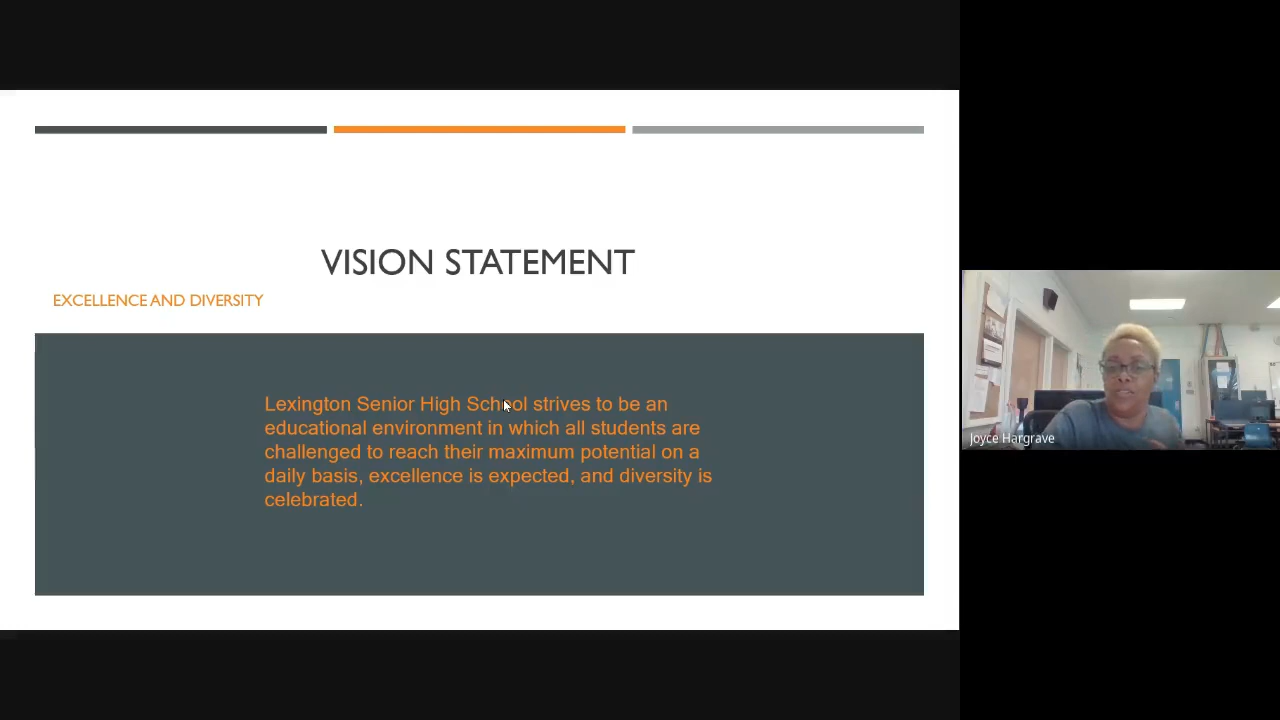 VISION STATEMENT
EXCELLENCE AND DIVERSITY
Lexington Senior High School strives to be an
educational environment in which all students are
challenged to reach their maximum potential on a
daily basis, excellence is expected, and diversity is
celebrated.
Joyce Hargrave